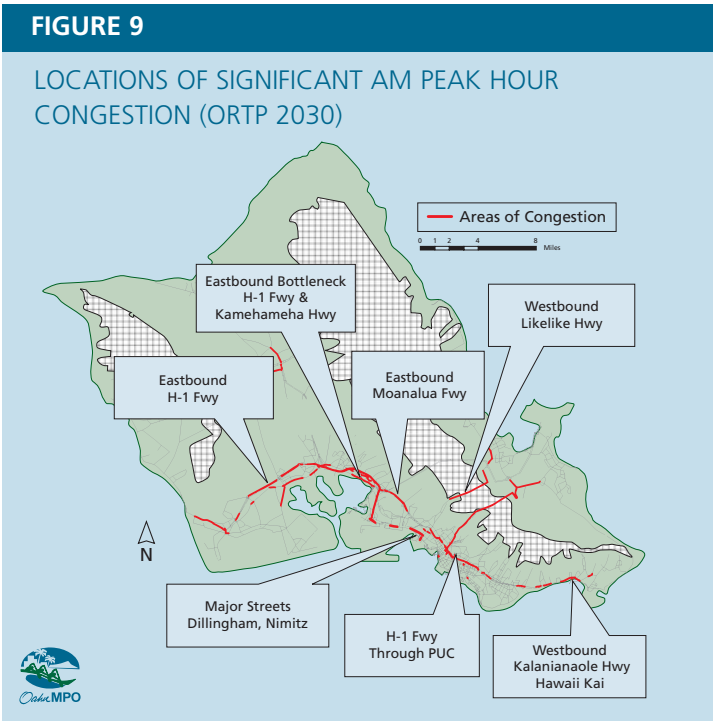 FIGURE 9
LOCATIONS OF SIGNIFICANT AM PEAK HOUR
CONGESTION (ORTP 2030)
Areas of Congestion
0 1 2 4 8
Miles
Eastbound Bottleneck
H-1 Fwy &
Kamehameha Hwy
Westbound
Likelike Hwy
Eastbound
H-1 Fwy
Eastbound
Moanalua Fwy
N
Major Streets
Dillingham, Nimitz
H-1 Fwy
Through PUC
Westbound
Kalanianaole Hwy
Hawaii Kai
OahuMPO